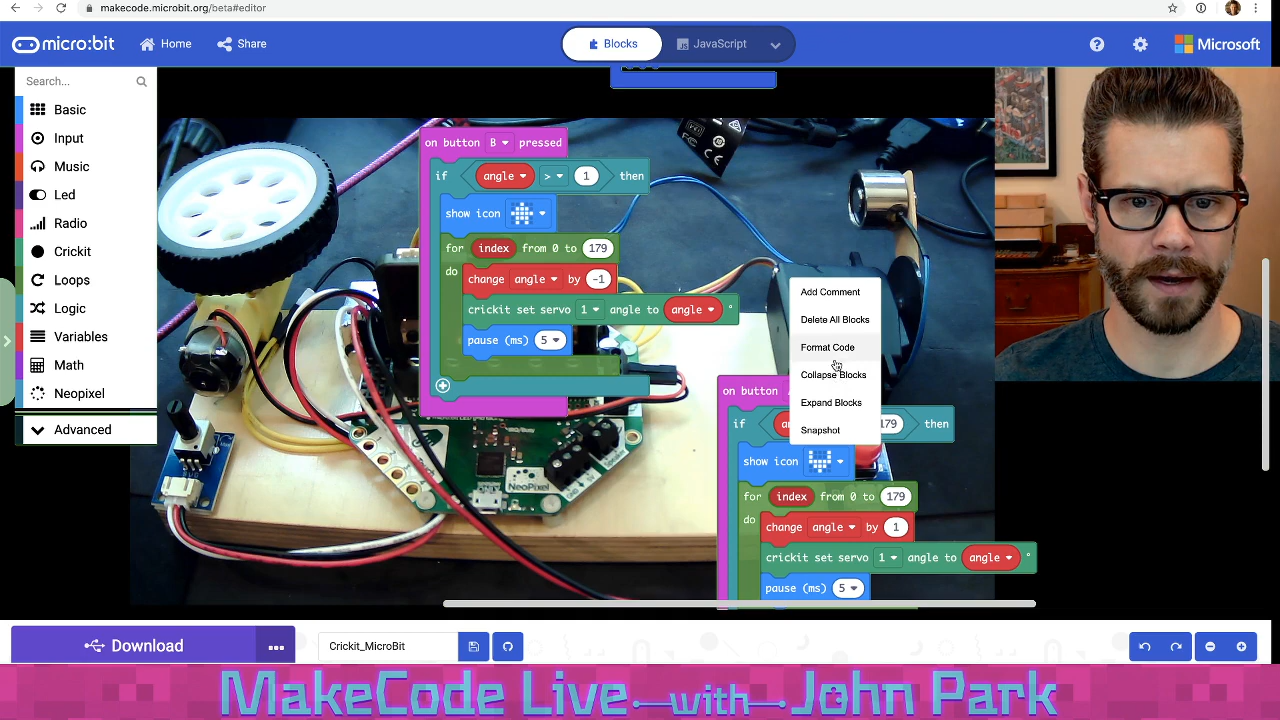 makecode.microbit.org/beta#editor
micro:bit
Home
Share
Blocks
JavaScript
Microsoft
Search...
Basic
Input
Music
Led
Radio
Crickit
Loops
Logic
Variables
Math
Neopixel
Advanced
on button B pressed
if angle > 1 then
show icon
for index from 0 to 179
do change angle by -1
crickit set servo 1 angle to angle °
pause (ms) 5
Add Comment
Delete All Blocks
Format Code
Collapse Blocks
Expand Blocks
Snapshot
on button
if 179 then
show icon
for index from 0 to 179
do change angle by 1
crickit set servo 1 angle to angle °
pause (ms) 5
NeoPixel
Download
Crickit_MicroBit
MakeCode Live with John Park